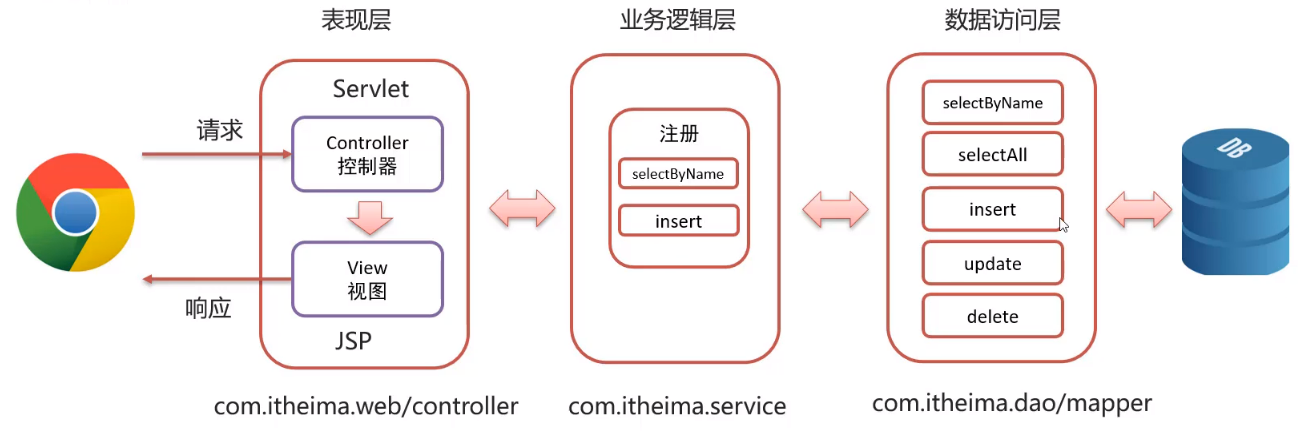 表现层
业务逻辑层
数据访问层
请求
响应
Servlet
Controller
控制器
View
视图
JSP
注册
selectByName
insert
selectByName
selectAll
insert
update
delete
DB
com.itheima.web/controller
com.itheima.service
com.itheima.dao/mapper